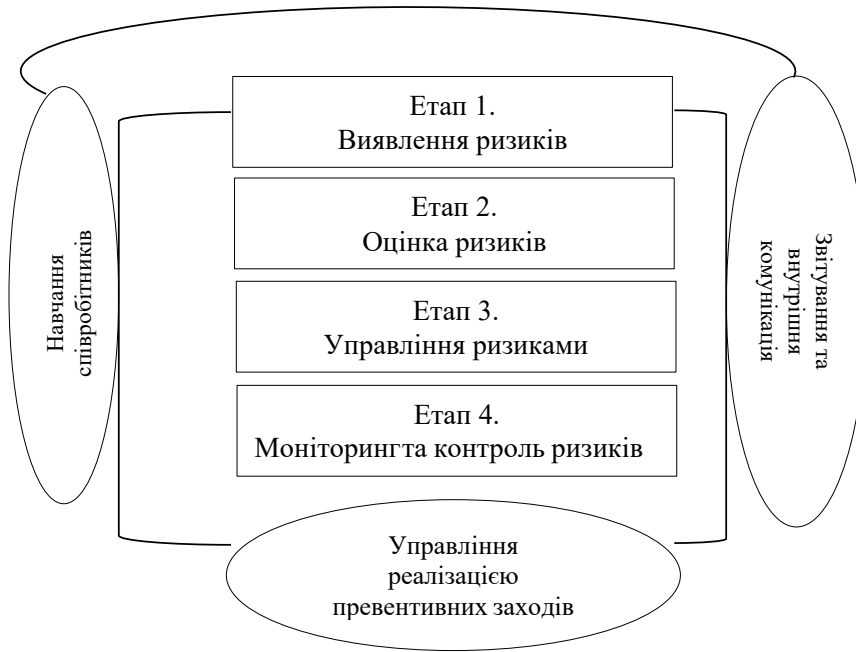 Етап 1.
Виявлення ризиків
Етап 2.
Оцінка ризиків
Етап 3.
Управління ризиками
Етап 4.
Моніторингта контроль ризиків
Навчання
співробітників
Звітування та
внутрішня
комунікація
Управління
реалізацією
превентивних заходів